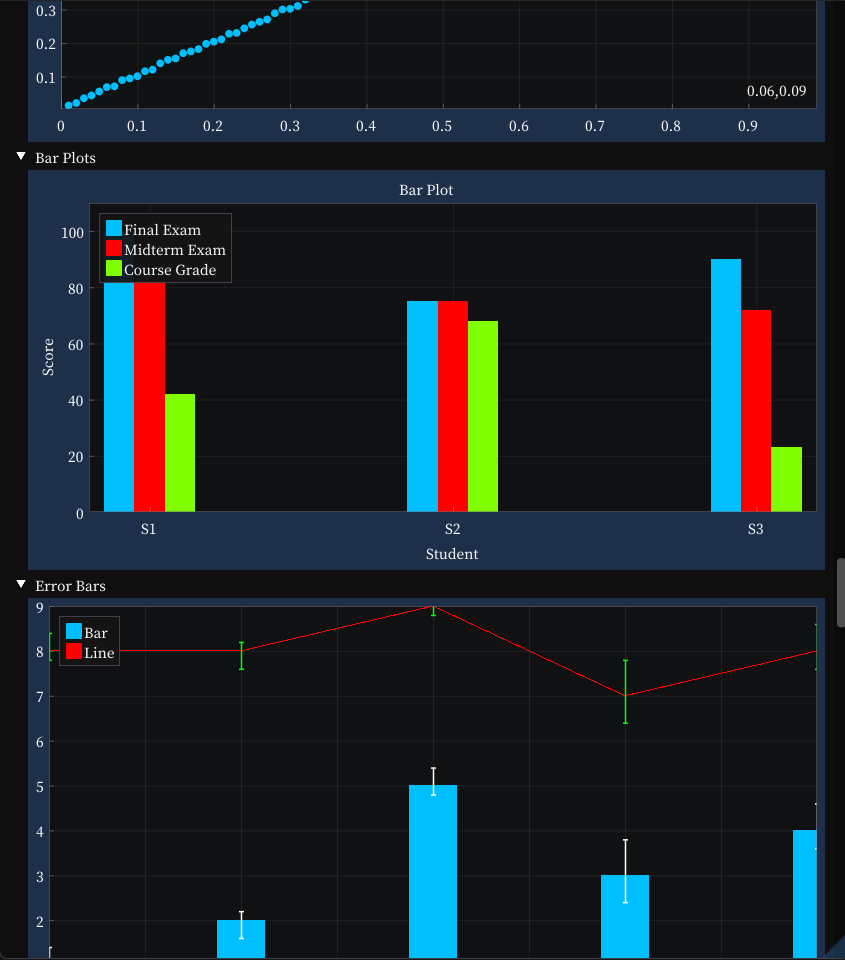 0.3
0.2
0.1
0.06,0.09
0 0.1 0.2 0.3 0.4 0.5 0.6 0.7 0.8 0.9
Bar Plots
Bar Plot
Final Exam
Midterm Exam
Course Grade
100
80
60
40
20
0
Score
S1 S2 S3
Student
Error Bars
Bar
Line
9
8
7
6
5
4
3
2